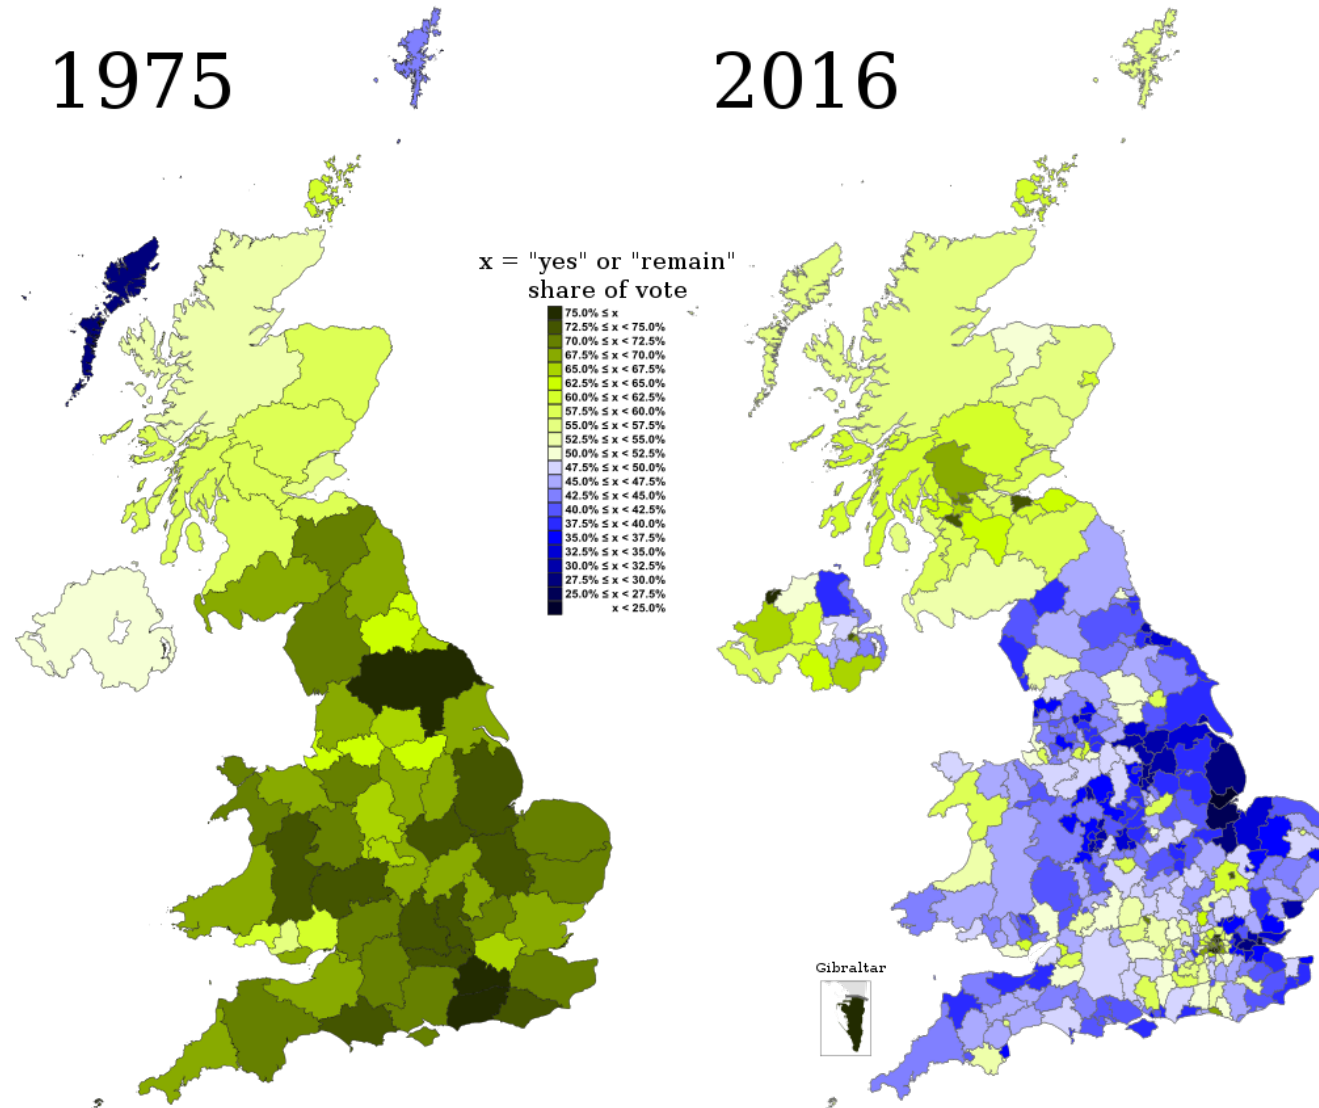 1975
2016
x = "yes" or "remain"
share of vote
75.0% ≤ x
72.5% ≤ x < 75.0%
70.0% ≤ x < 72.5%
67.5% ≤ x < 70.0%
65.0% ≤ x < 67.5%
62.5% ≤ x < 65.0%
60.0% ≤ x < 62.5%
57.5% ≤ x < 60.0%
55.0% ≤ x < 57.5%
52.5% ≤ x < 55.0%
50.0% ≤ x < 52.5%
47.5% ≤ x < 50.0%
45.0% ≤ x < 47.5%
42.5% ≤ x < 45.0%
40.0% ≤ x < 42.5%
37.5% ≤ x < 40.0%
35.0% ≤ x < 37.5%
32.5% ≤ x < 35.0%
30.0% ≤ x < 32.5%
27.5% ≤ x < 30.0%
25.0% ≤ x < 27.5%
x < 25.0%
Gibraltar